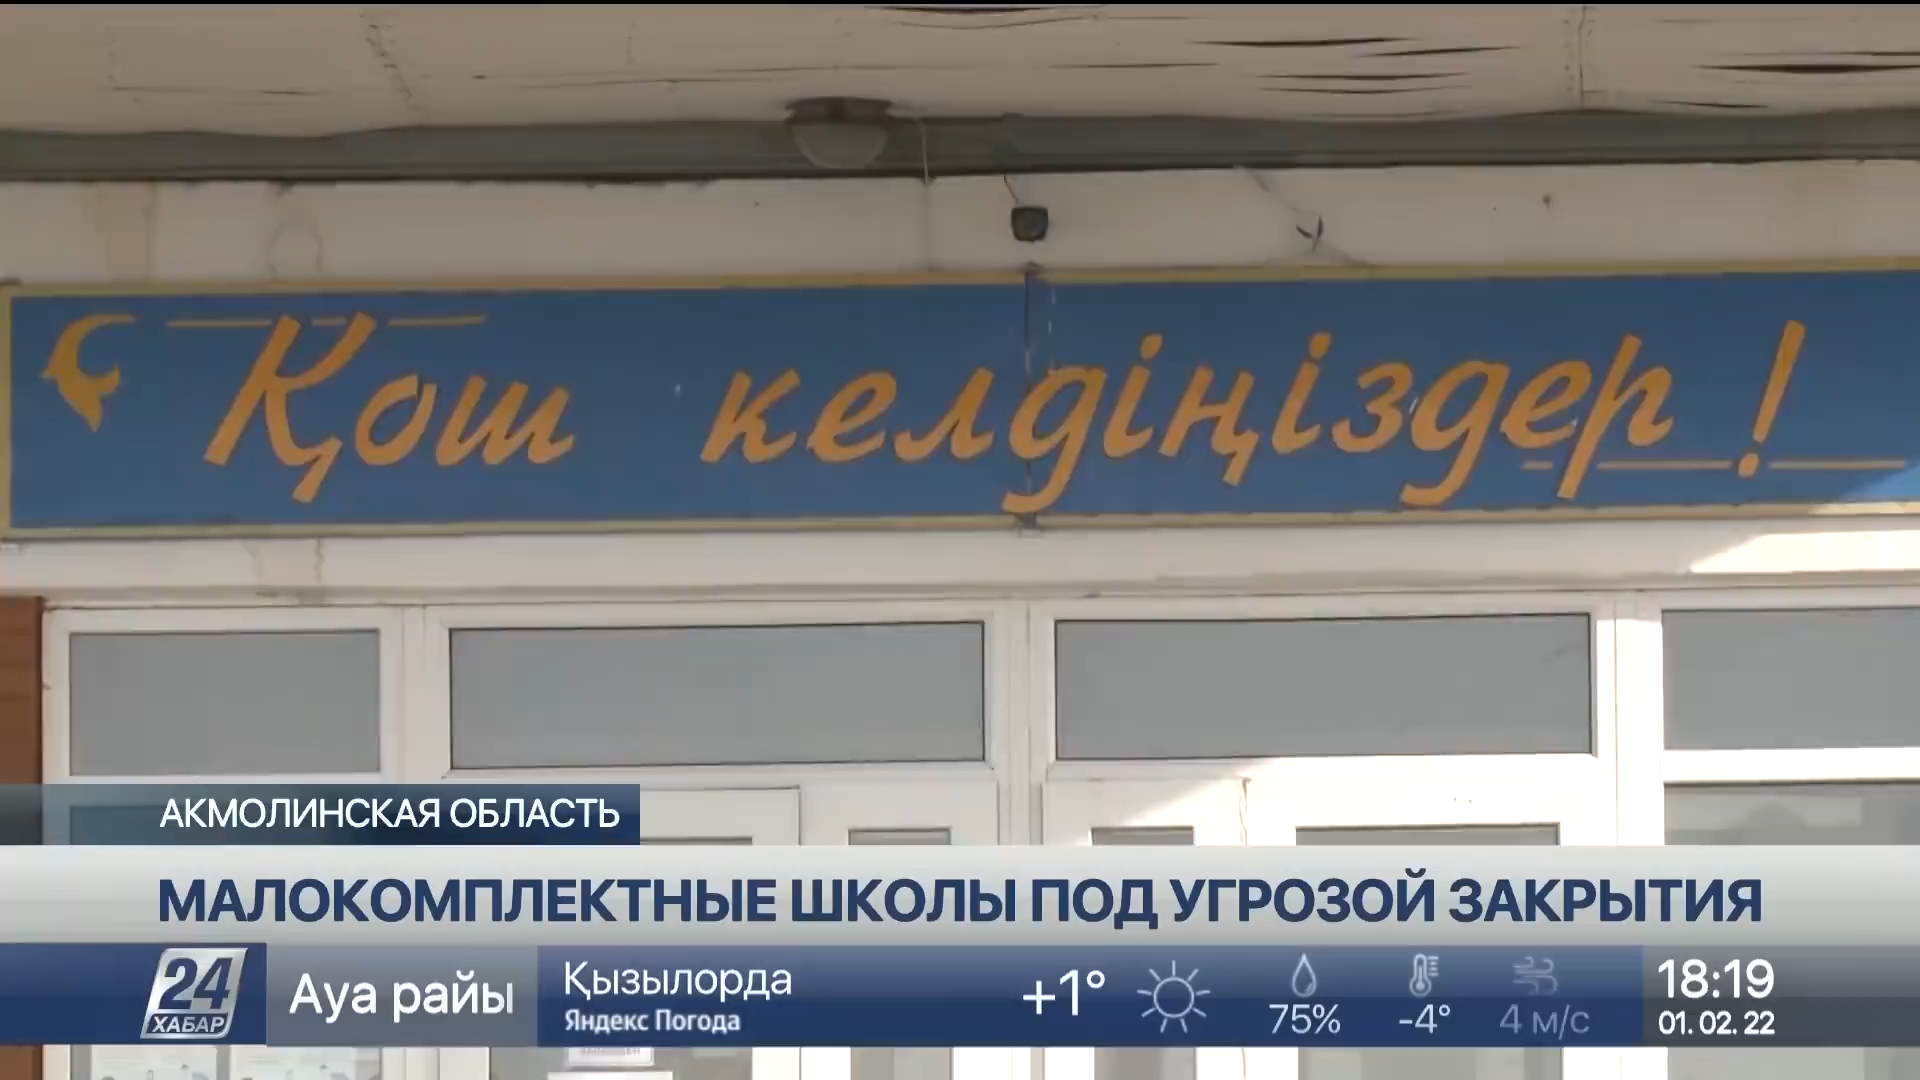 Қош келдіңіздер!
АКМОЛИНСКАЯ ОБЛАСТЬ
МАЛОКОМПЛЕКТНЫЕ ШКОЛЫ ПОД УГРОЗОЙ ЗАКРЫТИЯ
24 ХАБАР
Ауа райы
Қызылорда
Яндекс Погода
+1°
75%
-4°
4 м/с
18:19
01. 02. 22